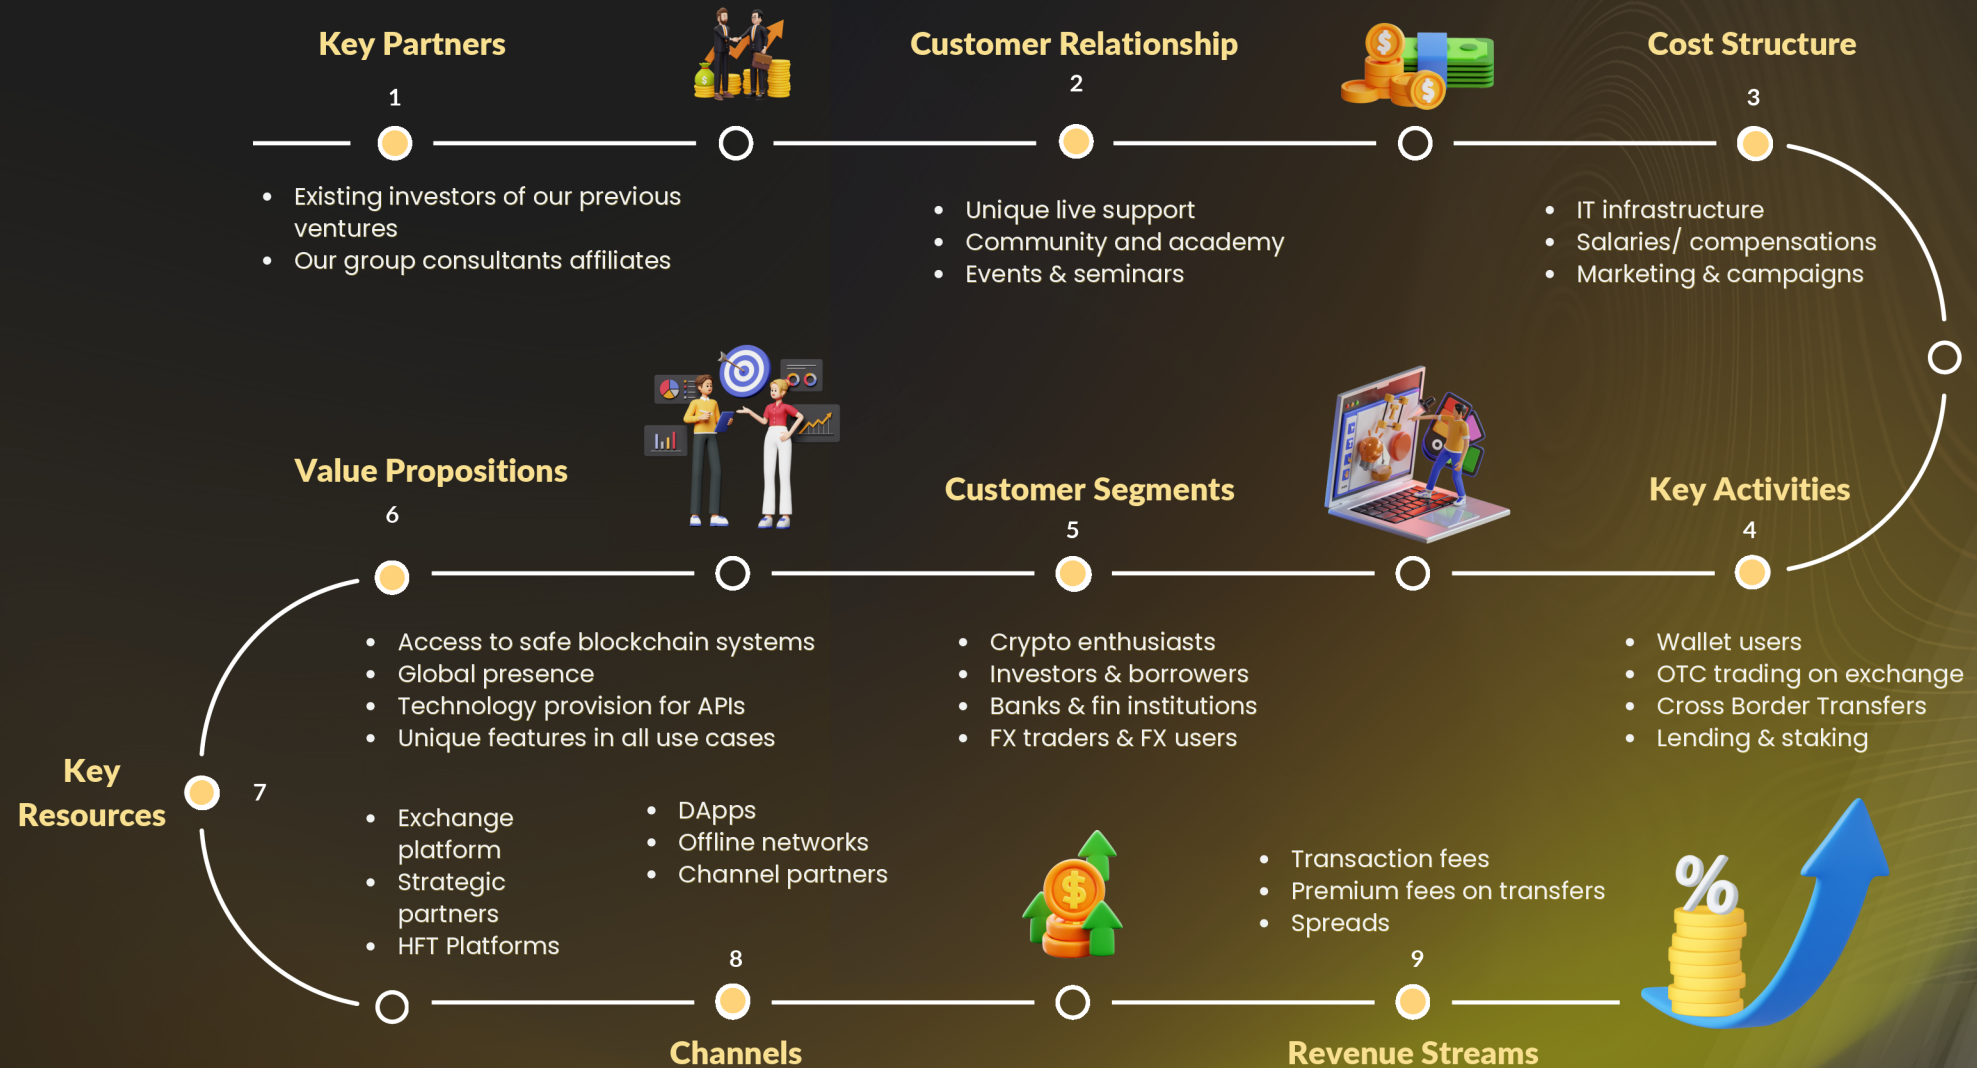 Key Partners
1
• Existing investors of our previous
ventures
• Our group consultants affiliates
Customer Relationship
2
• Unique live support
• Community and academy
• Events & seminars
Cost Structure
3
• IT infrastructure
• Salaries/ compensations
• Marketing & campaigns
Key Activities
4
• Wallet users
• OTC trading on exchange
• Cross Border Transfers
• Lending & staking
Customer Segments
5
• Crypto enthusiasts
• Investors & borrowers
• Banks & fin institutions
• FX traders & FX users
Value Propositions
6
• Access to safe blockchain systems
• Global presence
• Technology provision for APIs
• Unique features in all use cases
Key
Resources
7
• Exchange
platform
• Strategic
partners
• HFT Platforms
• DApps
• Offline networks
• Channel partners
8
Channels
• Transaction fees
• Premium fees on transfers
• Spreads
9
Revenue Streams
%